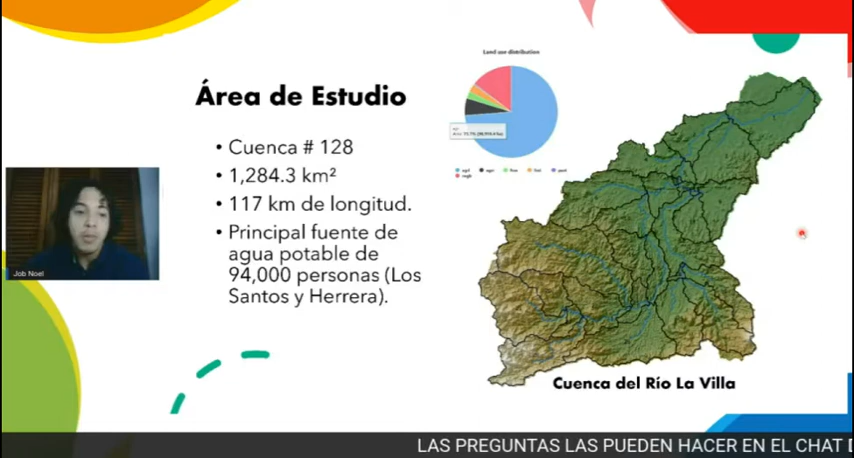 Land use distribution
Área de Estudio
• Cuenca # 128
• 1,284.3 km²
• 117 km de longitud.
• Principal fuente de
agua potable de
94,000 personas (Los
Santos y Herrera).
Job Noel
Cuenca del Río La Villa
LAS PREGUNTAS LAS PUEDEN HACER EN EL CHAT D